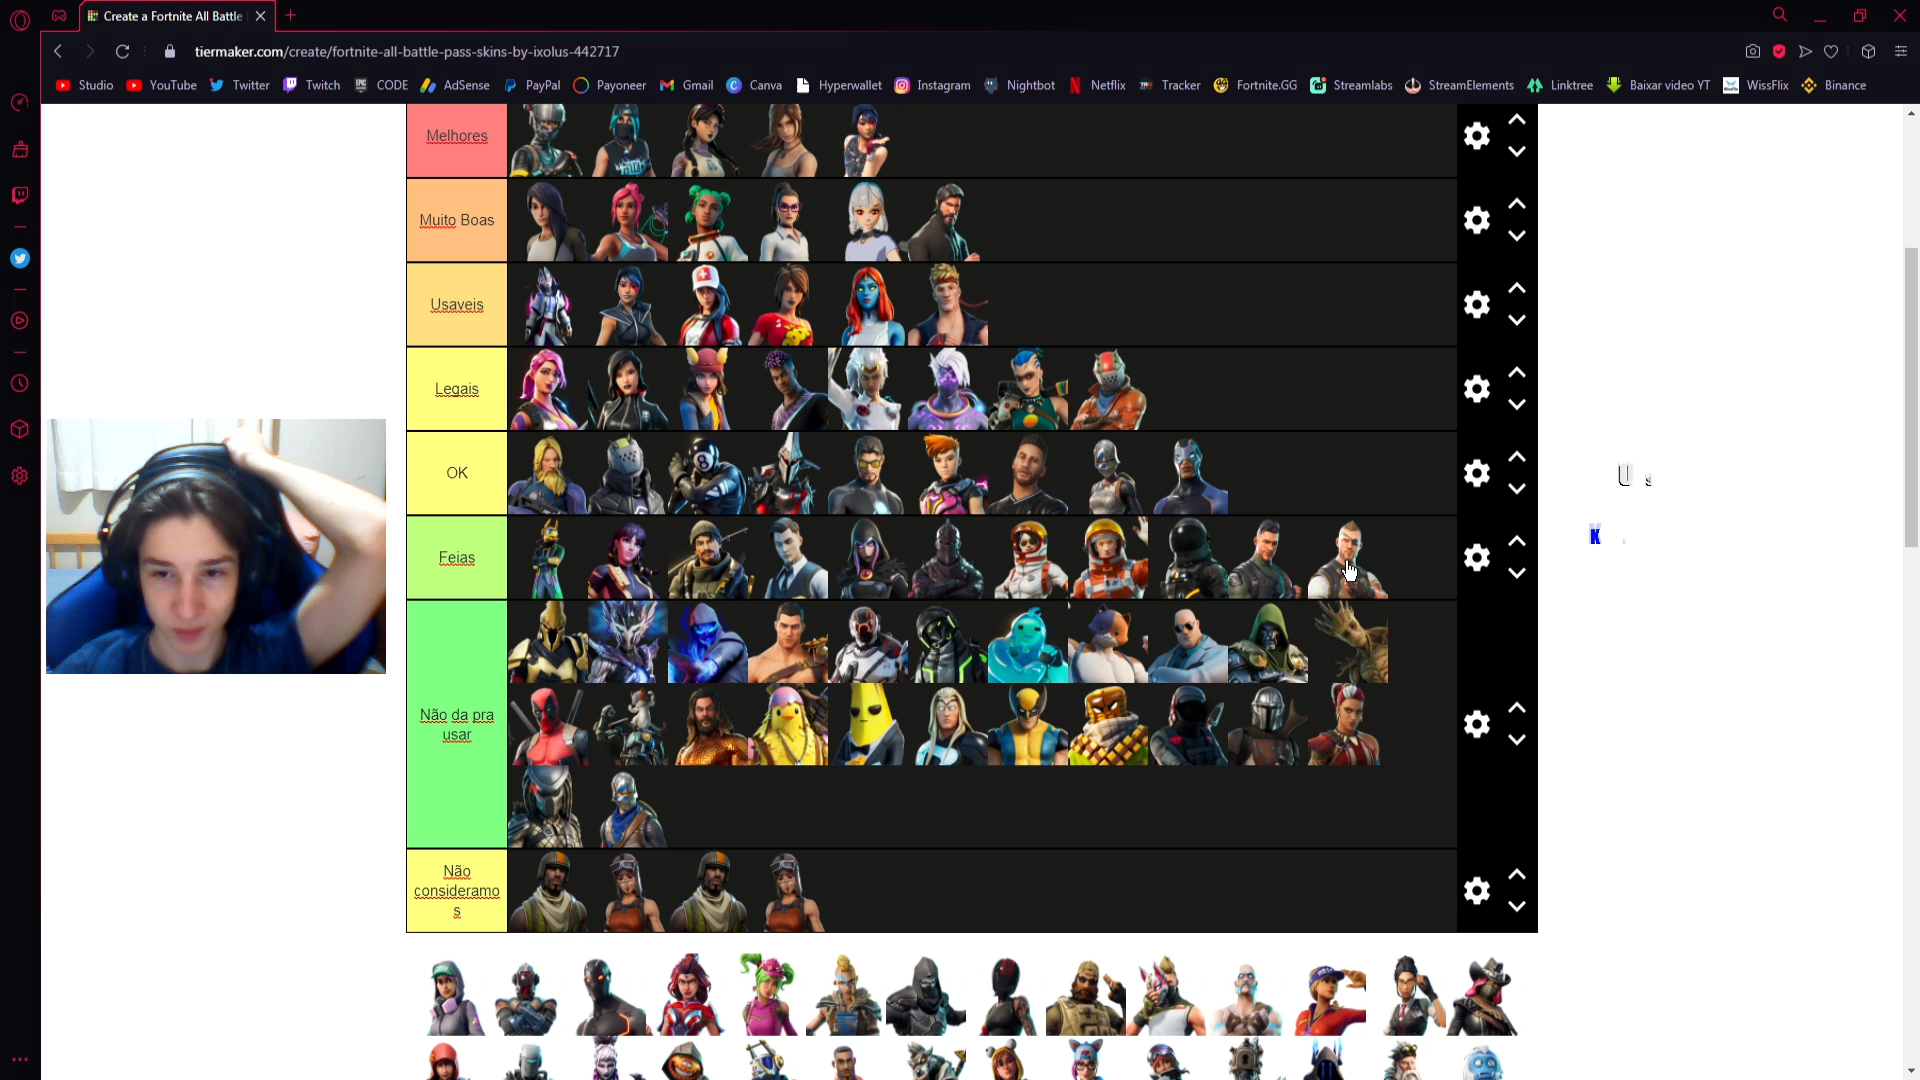 Create a Fortnite All Battle
tiermaker.com/create/fortnite-all-battle-pass-skins-by-ixolus-442717
Studio YouTube Twitter Twitch CODE AdSense PayPal Payoneer Gmail Canva Hyperwallet Instagram Nightbot Netflix Tracker Fortnite.GG Streamlabs StreamElements Linktree Baixar video YT WissFlix Binance
Melhores
Muito Boas
Usaveis
Legais
OK
U s
K
Feias
Não da pra
usar
Não
consideramo
s